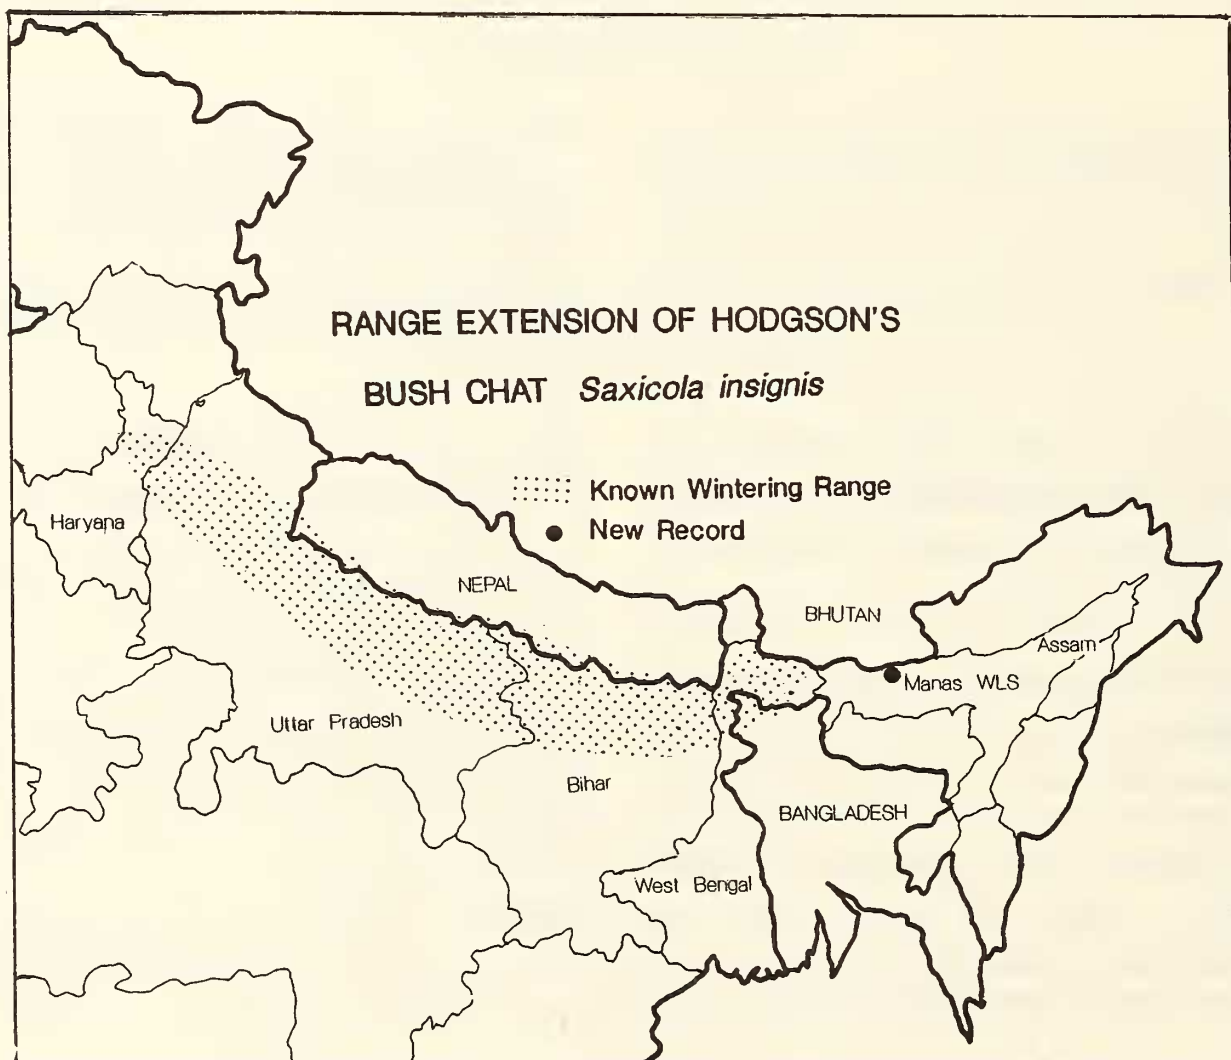 RANGE EXTENSION OF HODGSON'S
BUSH CHAT Saxicola insignis
Known Wintering Range
New Record
Haryana
NEPAL
BHUTAN
Assam
Manas WLS
Uttar Pradesh
Bihar
BANGLADESH
West Bengal